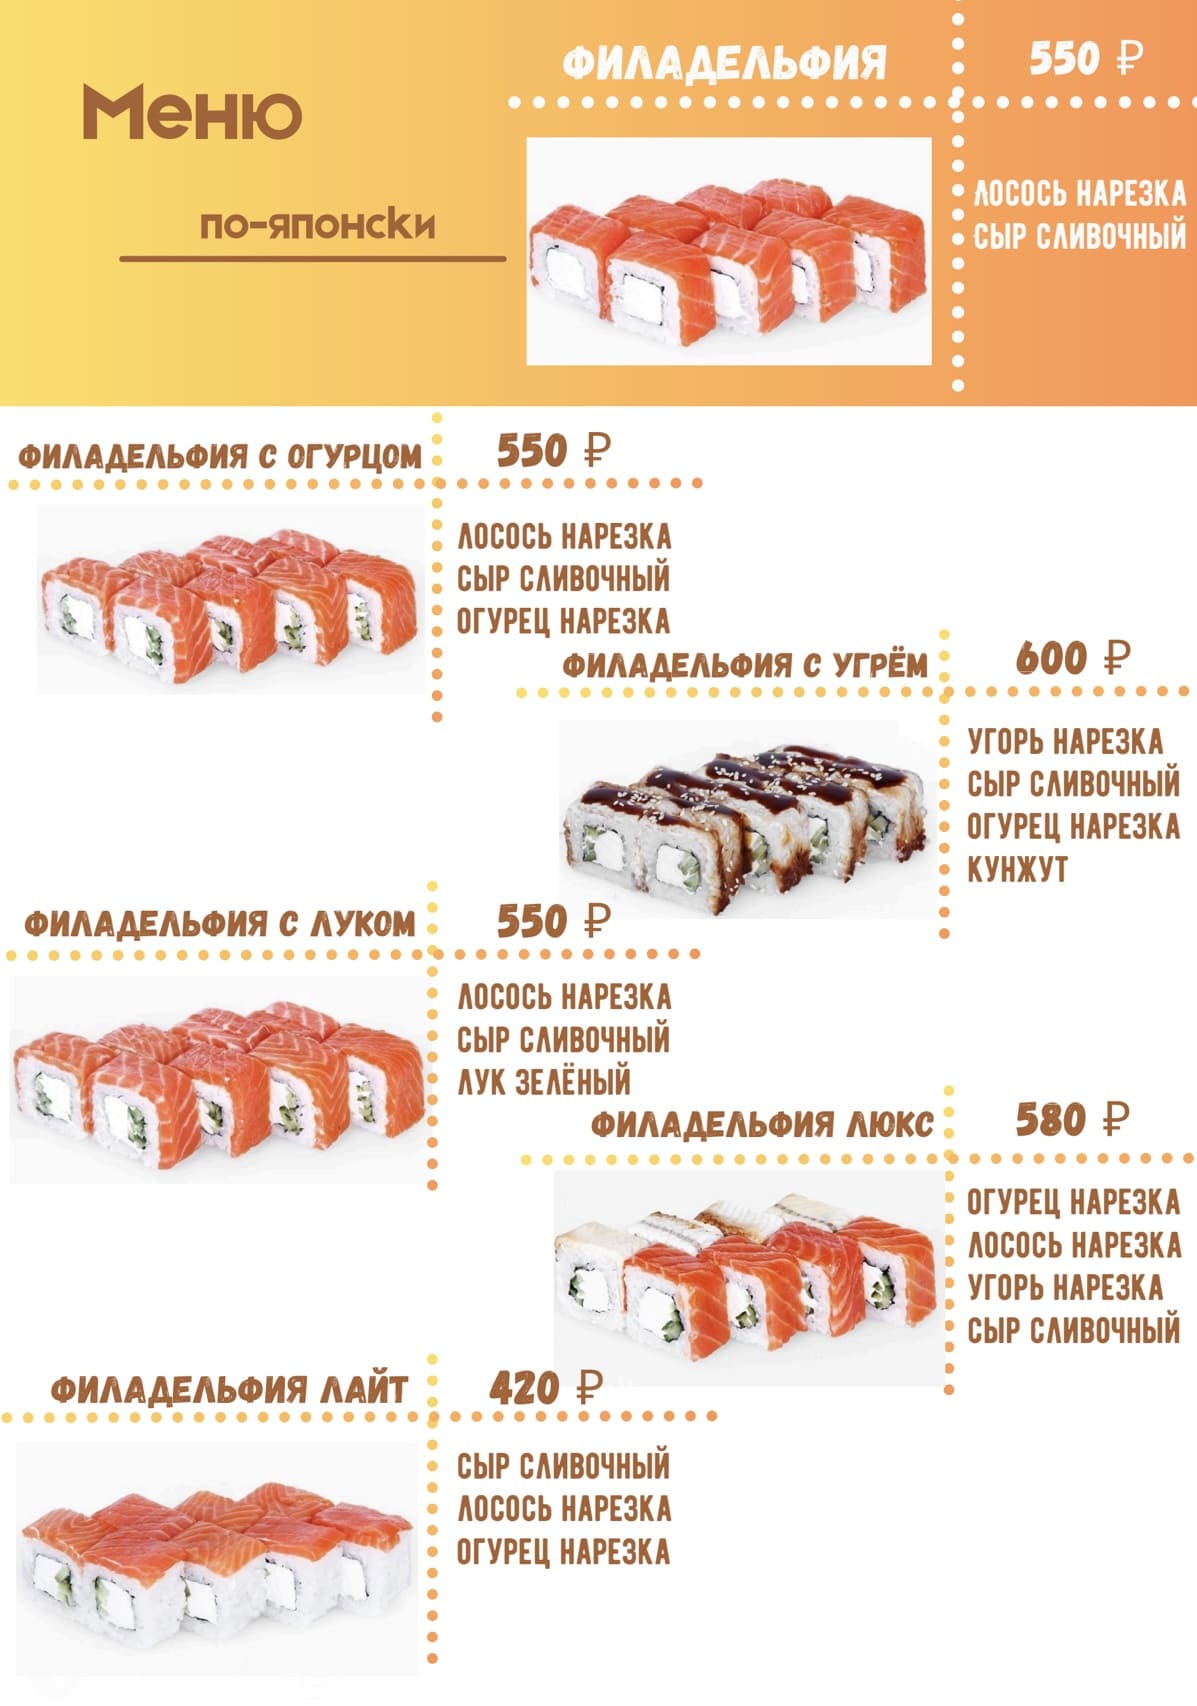 Меню
по-японски
ФИЛАДЕЛЬФИЯ
550 ₽
ЛОСОСЬ НАРЕЗКА
СЫР СЛИВОЧНЫЙ
ФИЛАДЕЛЬФИЯ С ОГУРЦОМ
550 ₽
ЛОСОСЬ НАРЕЗКА
СЫР СЛИВОЧНЫЙ
ОГУРЕЦ НАРЕЗКА
ФИЛАДЕЛЬФИЯ С УГРЁМ
600 ₽
УГОРЬ НАРЕЗКА
СЫР СЛИВОЧНЫЙ
ОГУРЕЦ НАРЕЗКА
КУНЖУТ
ФИЛАДЕЛЬФИЯ С ЛУКОМ
550 ₽
ЛОСОСЬ НАРЕЗКА
СЫР СЛИВОЧНЫЙ
ЛУК ЗЕЛЁНЫЙ
ФИЛАДЕЛЬФИЯ ЛЮКС
580 ₽
ОГУРЕЦ НАРЕЗКА
ЛОСОСЬ НАРЕЗКА
УГОРЬ НАРЕЗКА
СЫР СЛИВОЧНЫЙ
ФИЛАДЕЛЬФИЯ ЛАЙТ
420 ₽
СЫР СЛИВОЧНЫЙ
ЛОСОСЬ НАРЕЗКА
ОГУРЕЦ НАРЕЗКА